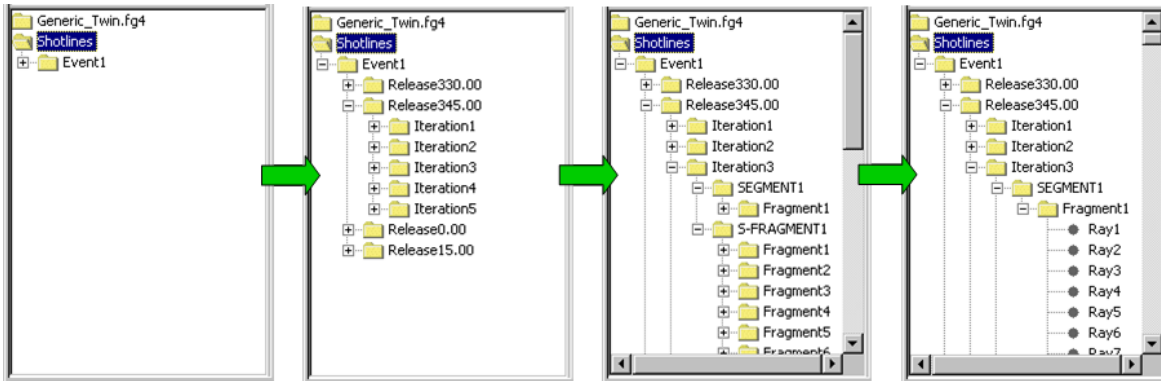 Generic_Twin.fg4
Shotlines
Event1
Generic_Twin.fg4
Shotlines
Event1
Release330.00
Release345.00
Iteration1
Iteration2
Iteration3
Iteration4
Iteration5
Release0.00
Release15.00
Generic_Twin.fg4
Shotlines
Event1
Release330.00
Release345.00
Iteration1
Iteration2
Iteration3
SEGMENT1
Fragment1
S-FRAGMENT1
Fragment1
Fragment2
Fragment3
Fragment4
Fragment5
Fragment6
Generic_Twin.fg4
Shotlines
Event1
Release330.00
Release345.00
Iteration1
Iteration2
Iteration3
SEGMENT1
Fragment1
Ray1
Ray2
Ray3
Ray4
Ray5
Ray6
Ray7